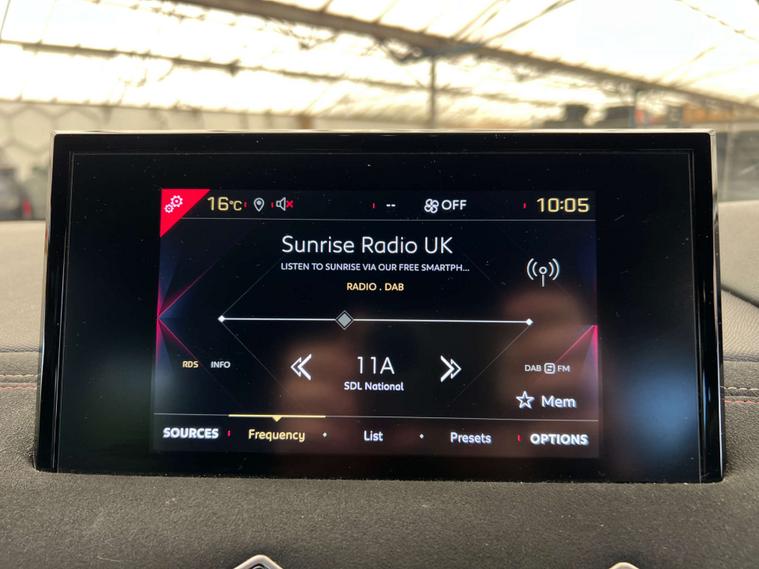 16°C -- OFF 10:05
Sunrise Radio UK
LISTEN TO SUNRISE VIA OUR FREE SMARTPH...
RADIO . DAB
RDS INFO 11A DAB FM
SDL National
Mem
SOURCES Frequency List Presets OPTIONS